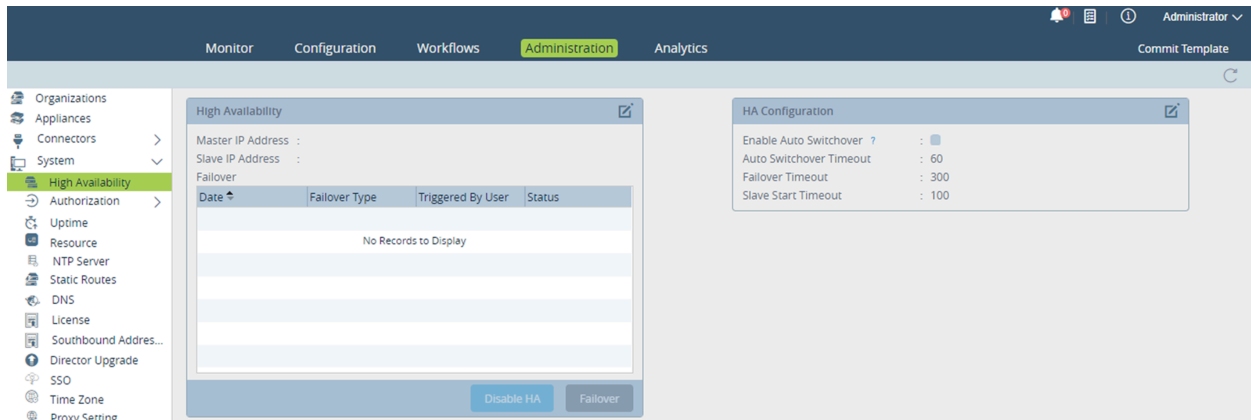 0
Administrator
Monitor Configuration Workflows Administration Analytics
Commit Template
Organizations
Appliances
Connectors
System
High Availability
Authorization
Uptime
Resource
NTP Server
Static Routes
DNS
License
Southbound Addres...
Director Upgrade
SSO
Time Zone
Proxy Setting
High Availability
Master IP Address :
Slave IP Address :
Failover
Date Failover Type Triggered By User Status
No Records to Display
Disable HA Failover
HA Configuration
Enable Auto Switchover ? :
Auto Switchover Timeout : 60
Failover Timeout : 300
Slave Start Timeout : 100